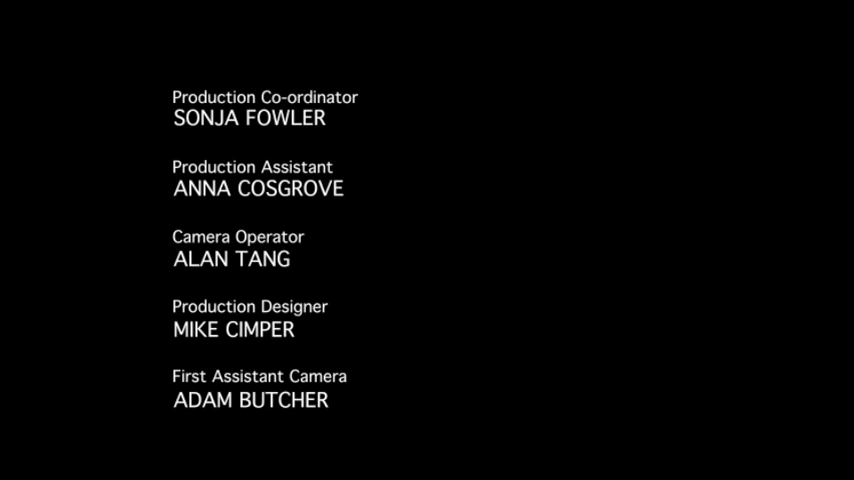 Production Co-ordinator
SONJA FOWLER
Production Assistant
ANNA COSGROVE
Camera Operator
ALAN TANG
Production Designer
MIKE CIMPER
First Assistant Camera
ADAM BUTCHER